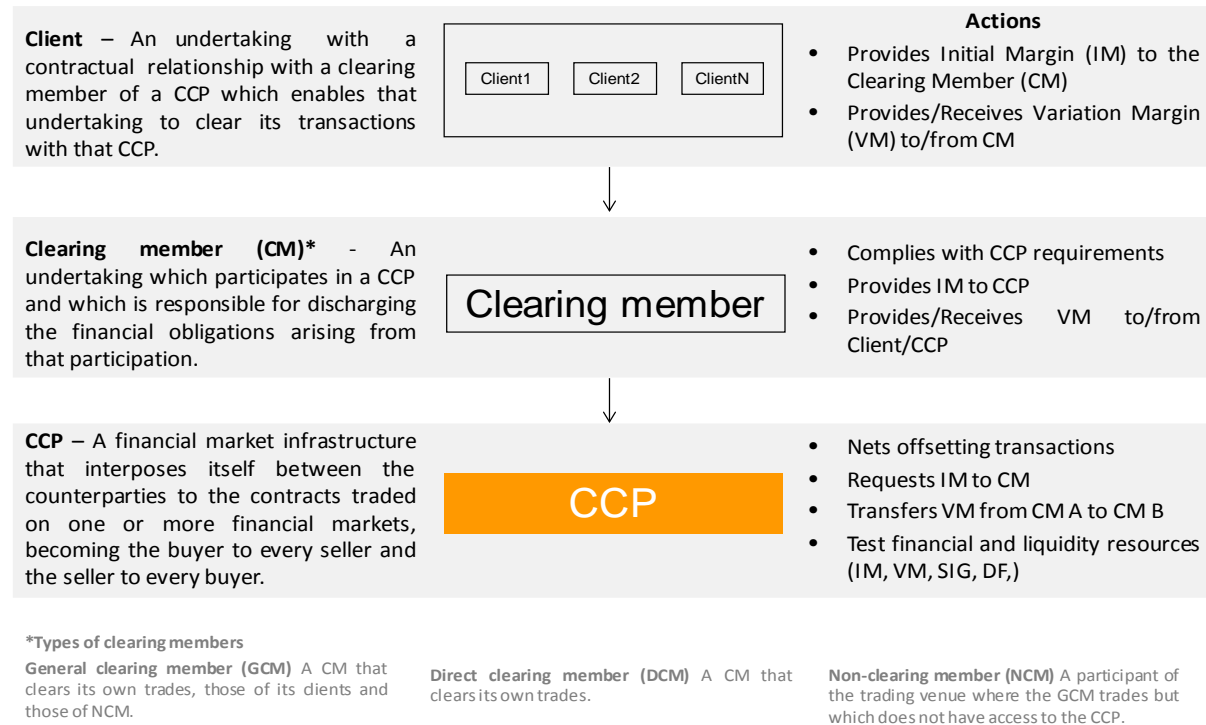 Client – An undertaking with a
contractual relationship with a clearing
member of a CCP which enables that
undertaking to clear its transactions
with that CCP.
Client1
Client2
ClientN
Actions
• Provides Initial Margin (IM) to the
Clearing Member (CM)
• Provides/Receives Variation Margin
(VM) to/from CM
Clearing member (CM)* - An
undertaking which participates in a CCP
and which is responsible for discharging
the financial obligations arising from
that participation.
Clearing member
• Complies with CCP requirements
• Provides IM to CCP
• Provides/Receives VM to/from
Client/CCP
CCP – A financial market infrastructure
that interposes itself between the
counterparties to the contracts traded
on one or more financial markets,
becoming the buyer to every seller and
the seller to every buyer.
CCP
• Nets offsetting transactions
• Requests IM to CM
• Transfers VM from CM A to CM B
• Test financial and liquidity resources
(IM, VM, SIG, DF,)
*Types of clearing members
General clearing member (GCM) A CM that
clears its own trades, those of its clients and
those of NCM.
Direct clearing member (DCM) A CM that
clears its own trades.
Non-clearing member (NCM) A participant of
the trading venue where the GCM trades but
which does not have access to the CCP.